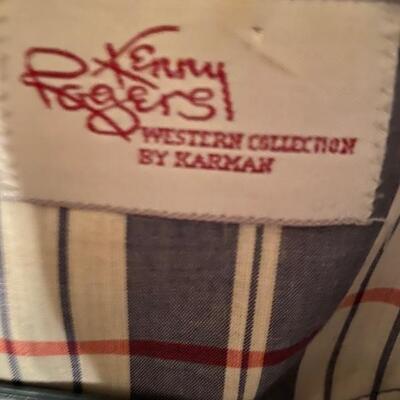 Kenny
Rogers
WESTERN COLLECTION
BY KARMAN